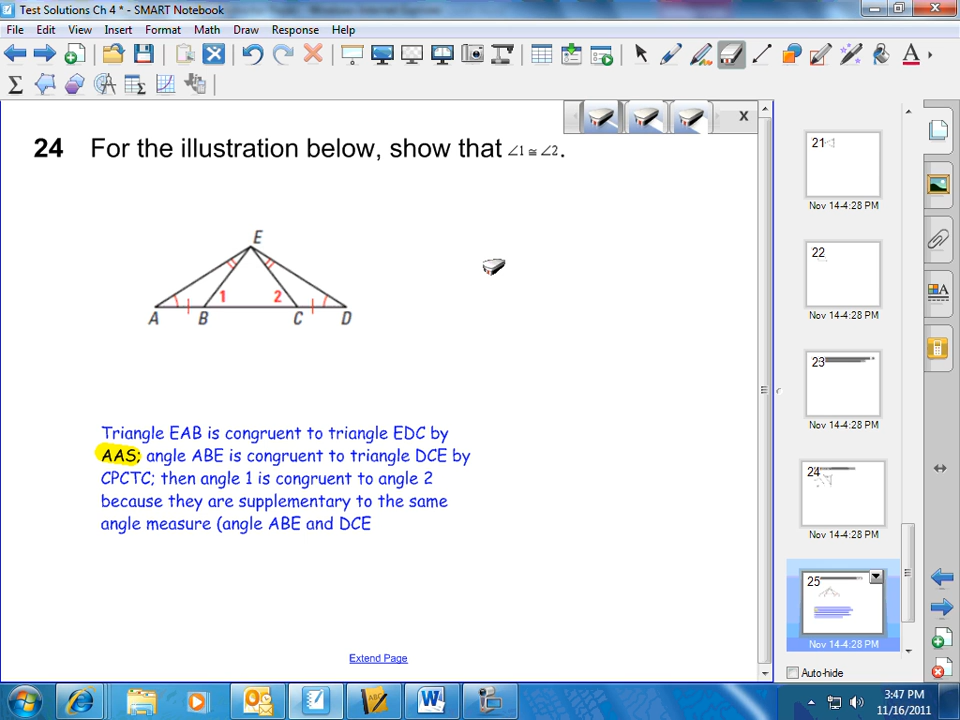 Test Solutions Ch 4 * - SMART Notebook
File Edit View Insert Format Math Draw Response Help
24 For the illustration below, show that ∠1 ≅ ∠2.
E
1 2
A B C D
Triangle EAB is congruent to triangle EDC by
AAS; angle ABE is congruent to triangle DCE by
CPCTC; then angle 1 is congruent to angle 2
because they are supplementary to the same
angle measure (angle ABE and DCE
Extend Page
21
Nov 14-4:28 PM
22
Nov 14-4:28 PM
23
Nov 14-4:28 PM
24
Nov 14-4:28 PM
25
Nov 14-4:28 PM
Auto-hide
3:47 PM
11/16/2011